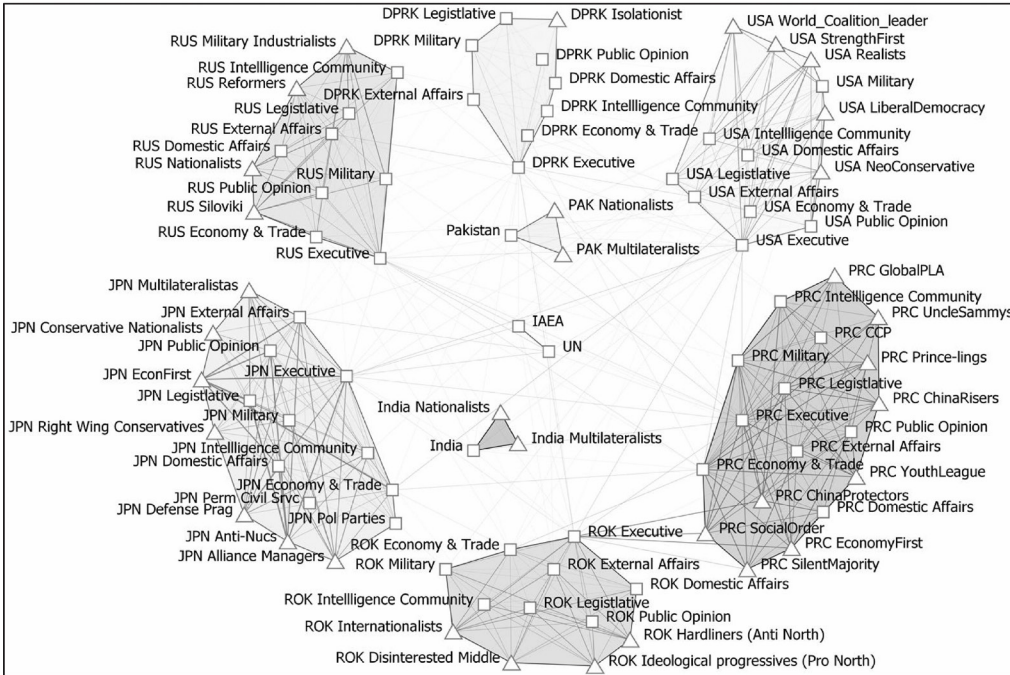 DPRK Legistlative
DPRK Isolationist
DPRK Military
DPRK Public Opinion
DPRK Domestic Affairs
DPRK External Affairs
DPRK Intellligence Community
DPRK Economy & Trade
DPRK Executive
RUS Military Industrialists
RUS Intellligence Community
RUS Reformers
RUS Legistlative
RUS External Affairs
RUS Domestic Affairs
RUS Nationalists
RUS Military
RUS Public Opinion
RUS Siloviki
RUS Economy & Trade
RUS Executive
USA World_Coalition_leader
USA StrengthFirst
USA Realists
USA Military
USA LiberalDemocracy
USA Intellligence Community
USA Domestic Affairs
USA NeoConservative
USA Legistlative
USA External Affairs
USA Economy & Trade
USA Public Opinion
USA Executive
PAK Nationalists
Pakistan
PAK Multilateralists
JPN Multilateralistas
JPN External Affairs
JPN Conservative Nationalists
JPN Public Opinion
JPN EconFirst
JPN Executive
JPN Legistlative
JPN Military
JPN Right Wing Conservatives
JPN Intellligence Community
JPN Domestic Affairs
JPN Economy & Trade
JPN Perm Civil Srvc
JPN Defense Prag
JPN Pol Parties
JPN Anti-Nucs
JPN Alliance Managers
IAEA
UN
India Nationalists
India
India Multilateralists
PRC GlobalPLA
PRC Intellligence Community
PRC UncleSammys
PRC CCP
PRC Military
PRC Prince-lings
PRC Legistlative
PRC ChinaRisers
PRC Executive
PRC Public Opinion
PRC External Affairs
PRC Economy & Trade
PRC YouthLeague
PRC ChinaProtectors
PRC Domestic Affairs
PRC SocialOrder
PRC EconomyFirst
PRC SilentMajority
ROK Executive
ROK Economy & Trade
ROK Military
ROK External Affairs
ROK Domestic Affairs
ROK Intellligence Community
ROK Legistlative
ROK Public Opinion
ROK Internationalists
ROK Hardliners (Anti North)
ROK Disinterested Middle
ROK Ideological progressives (Pro North)